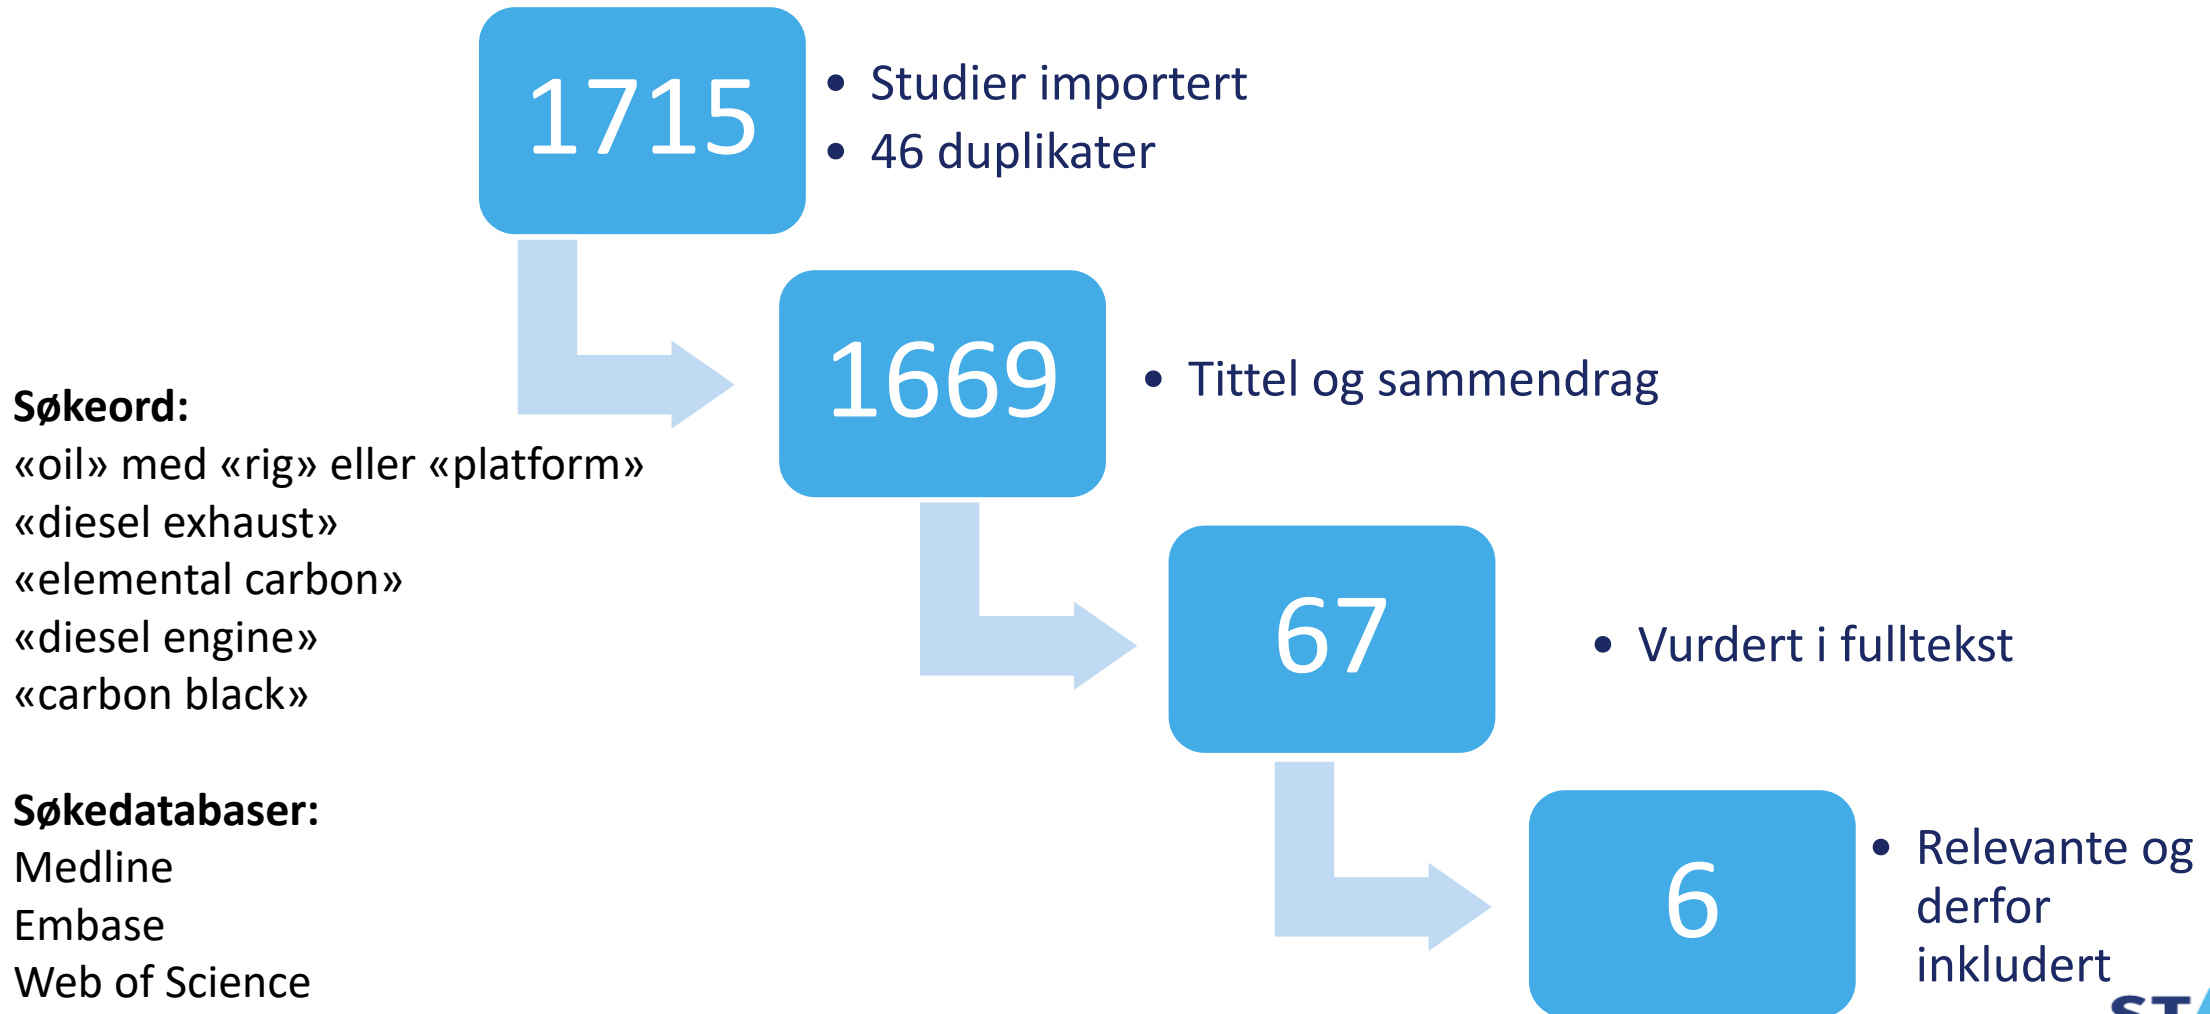 1715
• Studier importert
• 46 duplikater
1669
• Tittel og sammendrag
Søkeord:
«oil» med «rig» eller «platform»
«diesel exhaust»
«elemental carbon»
«diesel engine»
«carbon black»
67
• Vurdert i fulltekst
Søkedatabaser:
Medline
Embase
Web of Science
6
• Relevante og
derfor
inkludert